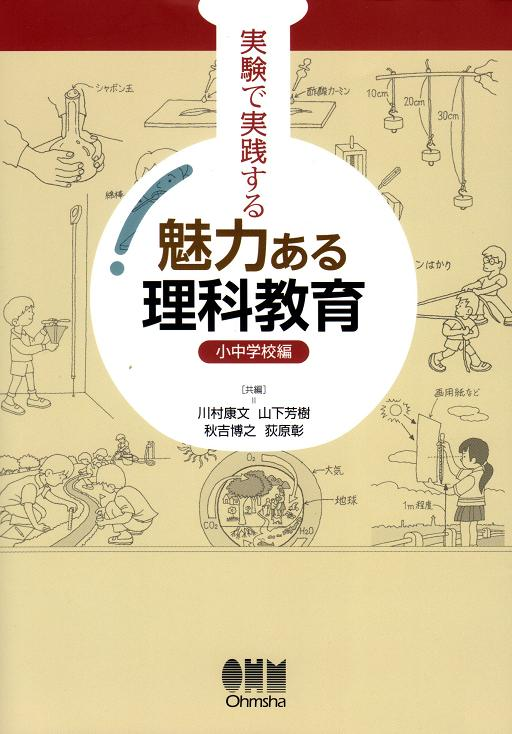 実験で実践する
魅力ある
理科教育
小中学校編
[共編]
川村康文 山下芳樹
秋吉博之 荻原彰
シャボン玉
酢酸カーミン
10cm
20cm
30cm
綿棒
ンばかり
画用紙など
1m程度
O₂
大気
地球
CO₂
H₂O
OHM
Ohmsha